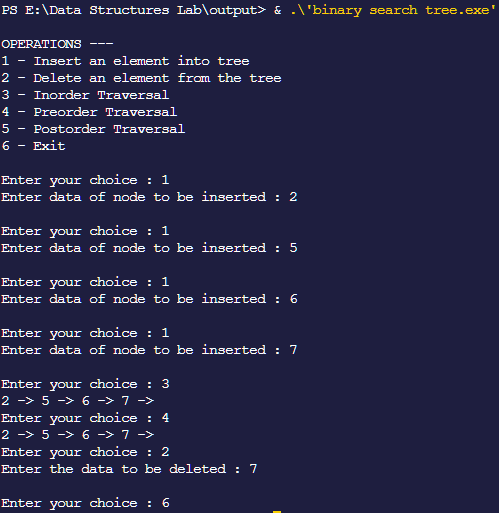 PS E:\Data Structures Lab\output> & .\'binary search tree.exe'
OPERATIONS ---
1 - Insert an element into tree
2 - Delete an element from the tree
3 - Inorder Traversal
4 - Preorder Traversal
5 - Postorder Traversal
6 - Exit
Enter your choice : 1
Enter data of node to be inserted : 2
Enter your choice : 1
Enter data of node to be inserted : 5
Enter your choice : 1
Enter data of node to be inserted : 6
Enter your choice : 1
Enter data of node to be inserted : 7
Enter your choice : 3
2 -> 5 -> 6 -> 7 ->
Enter your choice : 4
2 -> 5 -> 6 -> 7 ->
Enter your choice : 2
Enter the data to be deleted : 7
Enter your choice : 6